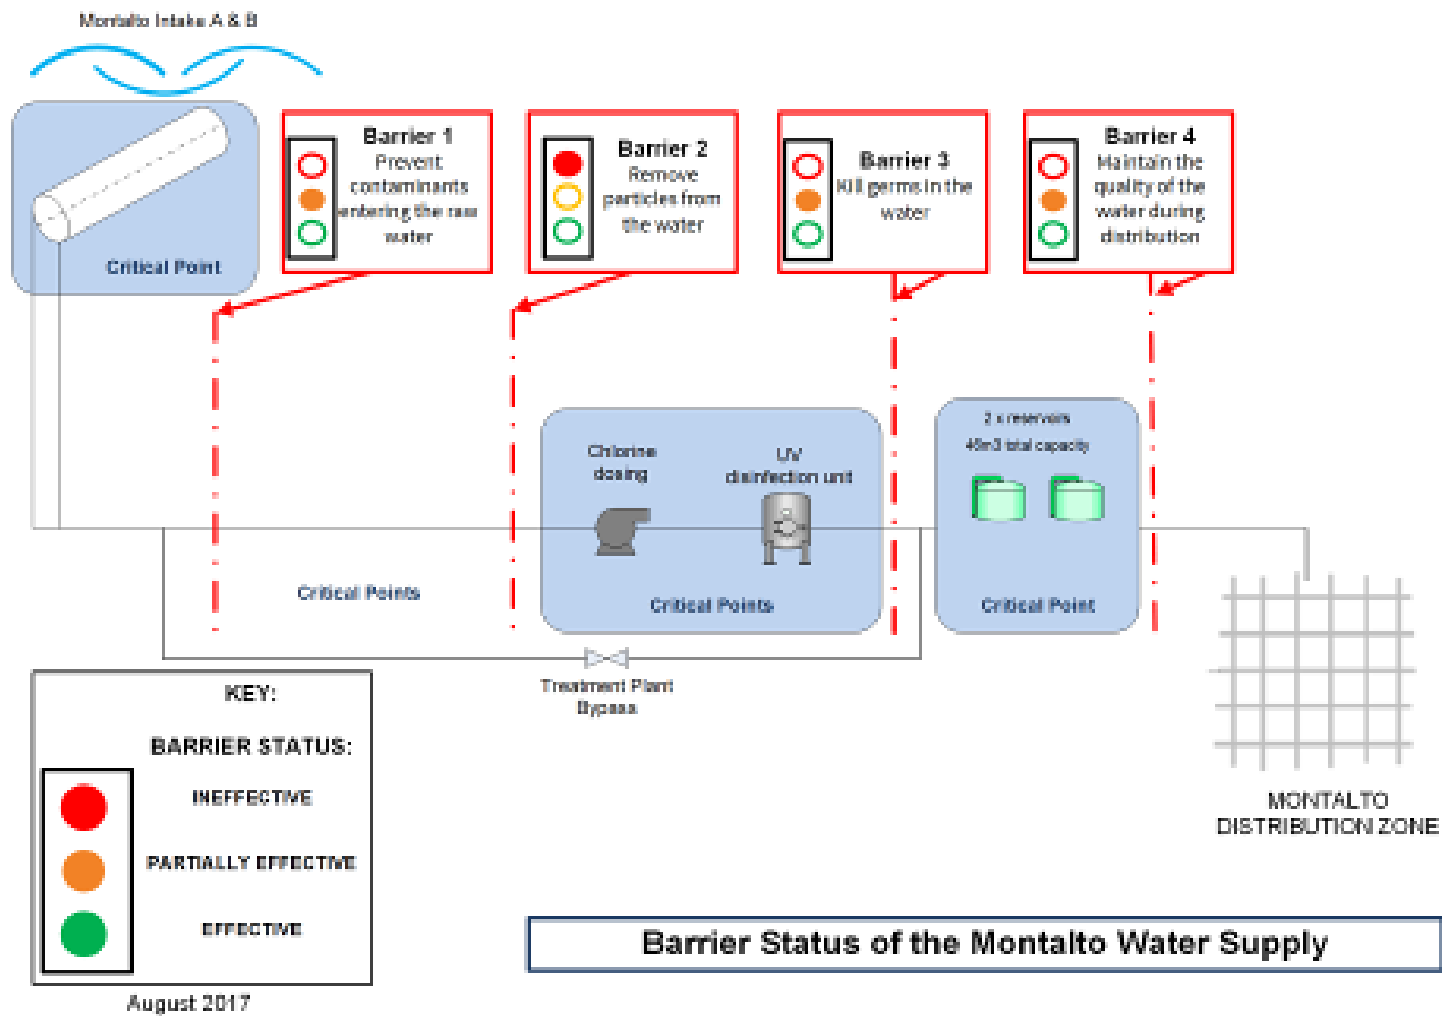 Montalto Intake A & B
Critical Point
Barrier 1
Prevent
contaminants
entering the raw
water
Barrier 2
Remove
particles from
the water
Barrier 3
Kill germs in the
water
Barrier 4
Maintain the
quality of the
water during
distribution
Critical Points
Chlorine
dosing
UV
disinfection unit
Critical Points
2 x reservoirs
46m3 total capacity
Critical Point
Treatment Plant
Bypass
KEY:
BARRIER STATUS:
INEFFECTIVE
PARTIALLY EFFECTIVE
EFFECTIVE
August 2017
MONTALTO
DISTRIBUTION ZONE
Barrier Status of the Montalto Water Supply